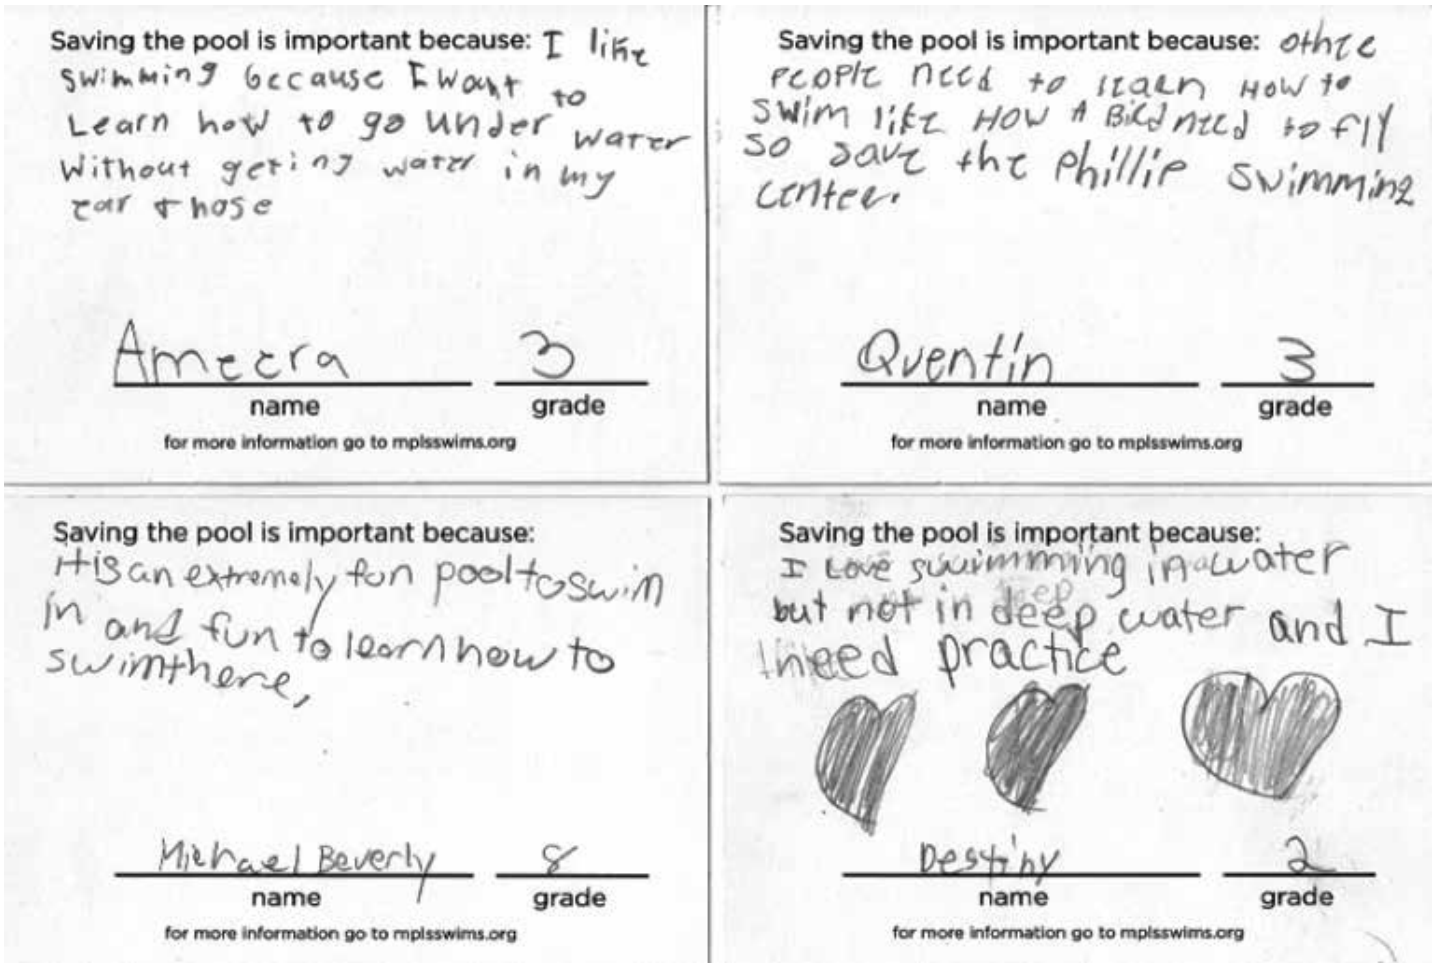 Saving the pool is important because: I like
swimming because I want to
Learn how to go under water
Without geting water in my
ear & nose
Ameera 3
name grade
for more information go to mplsswims.org
Saving the pool is important because: othre
people need to learn How to
swim like How A Bird need to fly
so save the Phillip swimming
center.
Quentin 3
name grade
for more information go to mplsswims.org
Saving the pool is important because:
It is an extremely fun pool to swim
in and fun to learn how to
swim there,
Michael Beverly 8
name grade
for more information go to mplsswims.org
Saving the pool is important because:
I Love swimming in water
but not in deep water and I
need practice
Destiny 2
name grade
for more information go to mplsswims.org